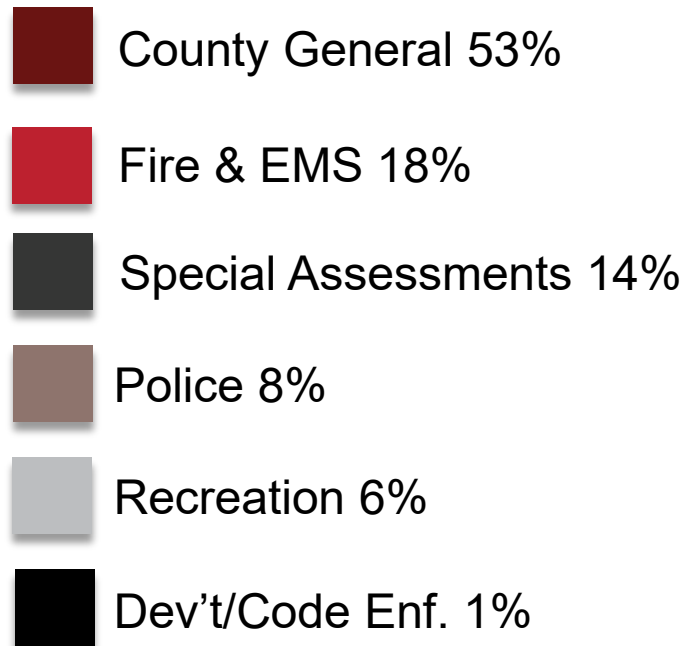 County General 53%
Fire & EMS 18%
Special Assessments 14%
Police 8%
Recreation 6%
Dev’t/Code Enf. 1%